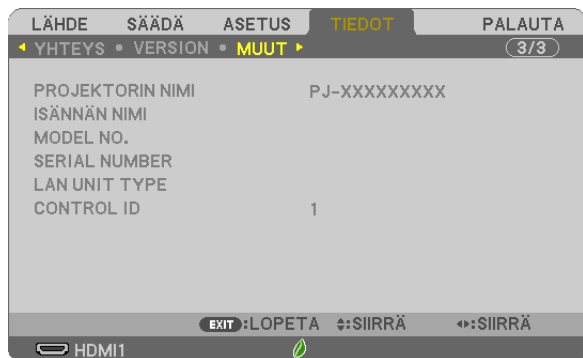 LÄHDE SÄÄDÄ ASETUS TIEDOT PALAUTA
YHTEYS • VERSION • MUUT 3/3
PROJEKTORIN NIMI PJ-XXXXXXXXX
ISÄNNÄN NIMI
MODEL NO.
SERIAL NUMBER
LAN UNIT TYPE
CONTROL ID 1
EXIT :LOPETA :SIIRRÄ :SIIRRÄ
HDMI1